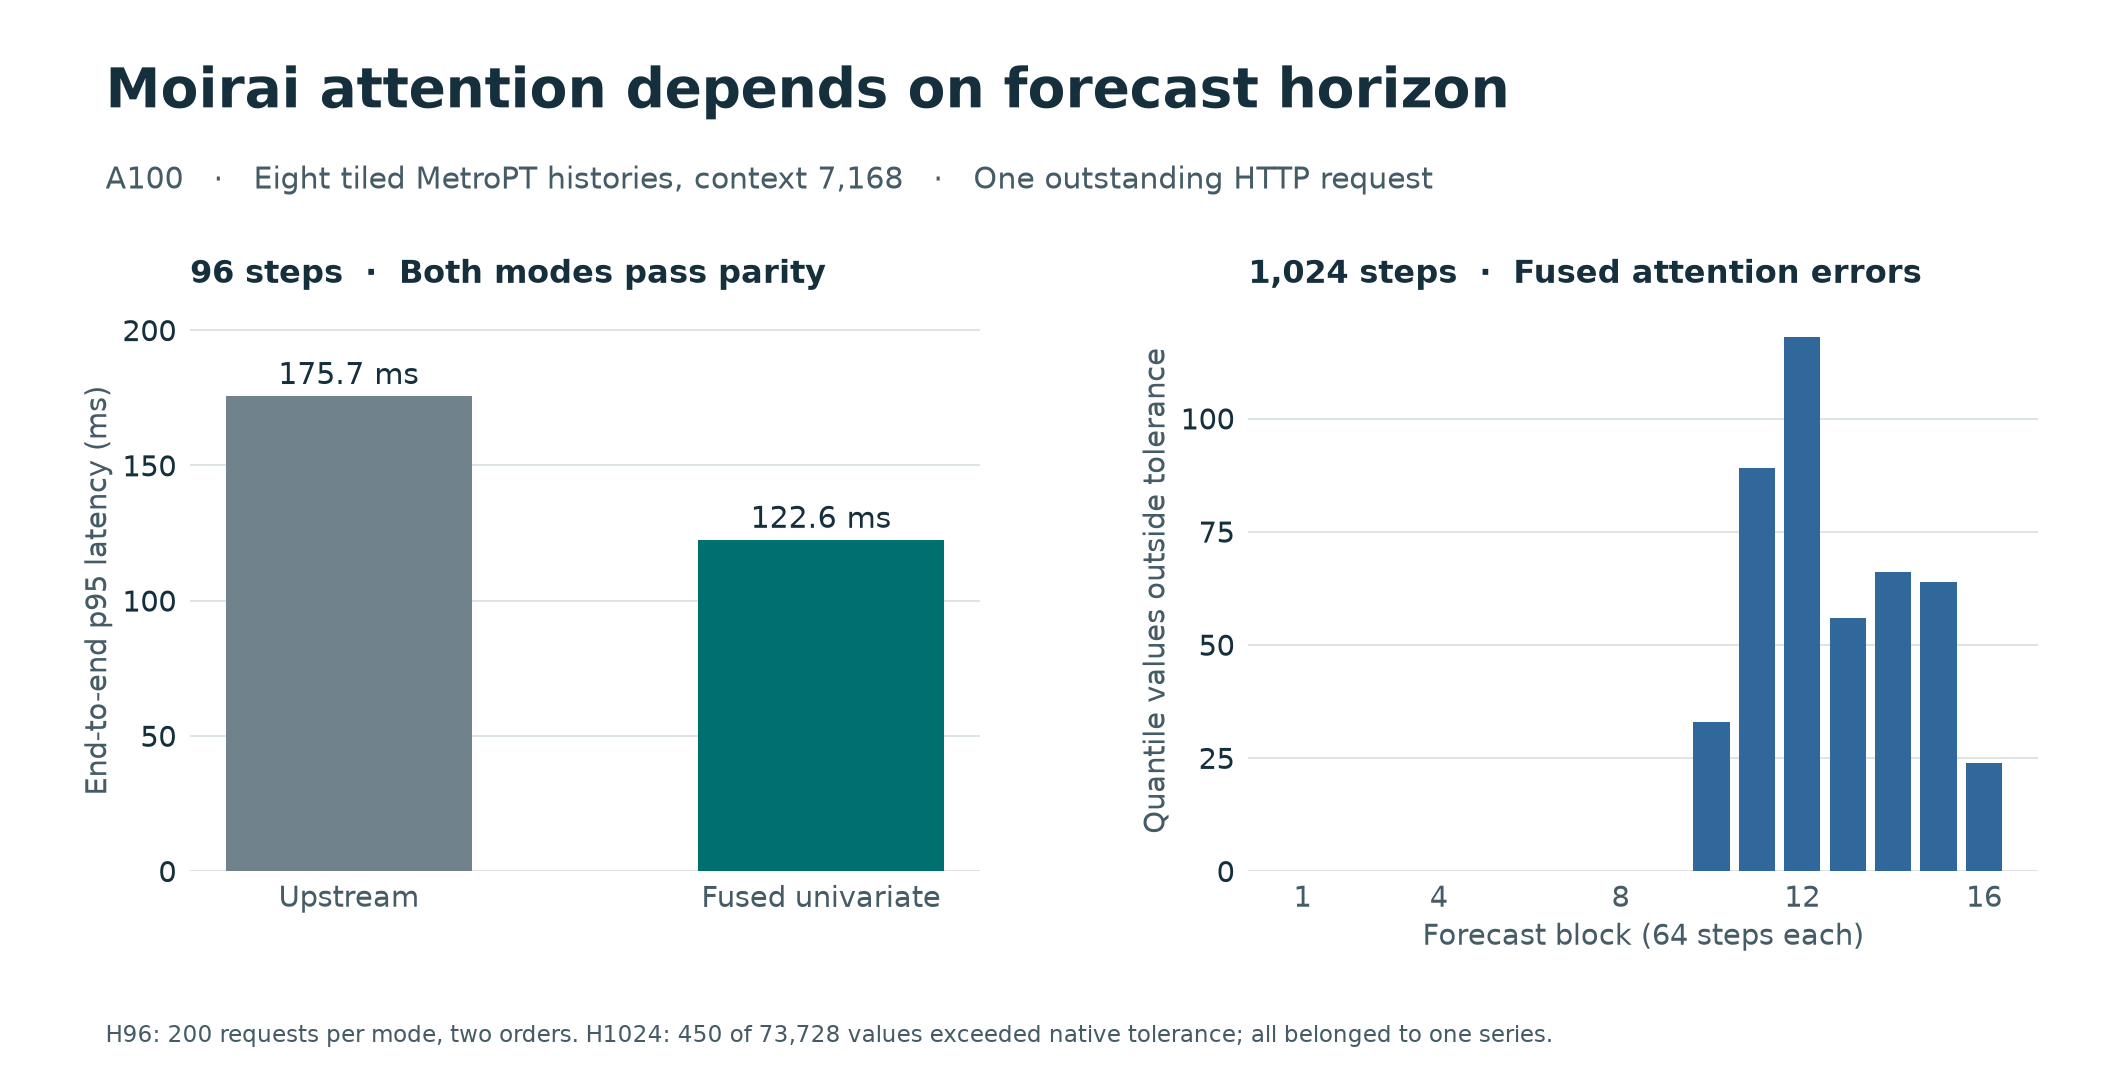 Moirai attention depends on forecast horizon
A100 · Eight tiled MetroPT histories, context 7,168 · One outstanding HTTP request
96 steps · Both modes pass parity
End-to-end p95 latency (ms)
200
150
100
50
0
175.7 ms
122.6 ms
Upstream
Fused univariate
1,024 steps · Fused attention errors
Quantile values outside tolerance
100
75
50
25
0
1
4
8
12
16
Forecast block (64 steps each)
H96: 200 requests per mode, two orders. H1024: 450 of 73,728 values exceeded native tolerance; all belonged to one series.